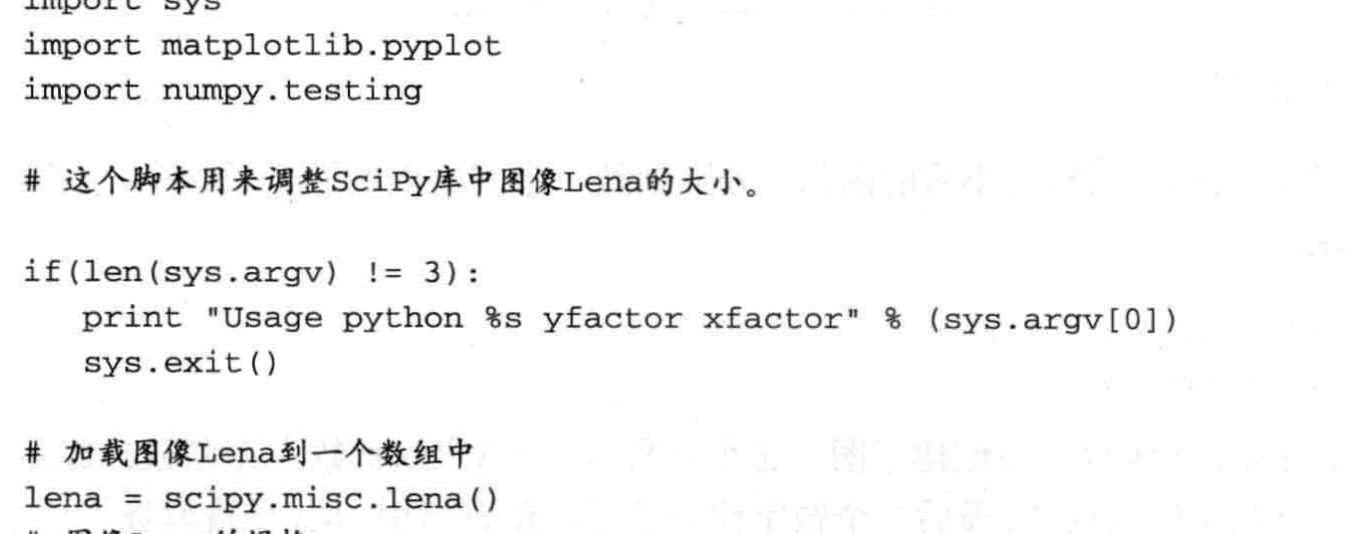 import sys
import matplotlib.pyplot
import numpy.testing
# 这个脚本用来调整SciPy库中图像Lena的大小。
if(len(sys.argv) != 3):
print "Usage python %s yfactor xfactor" % (sys.argv[0])
sys.exit()
# 加载图像Lena到一个数组中
lena = scipy.misc.lena()